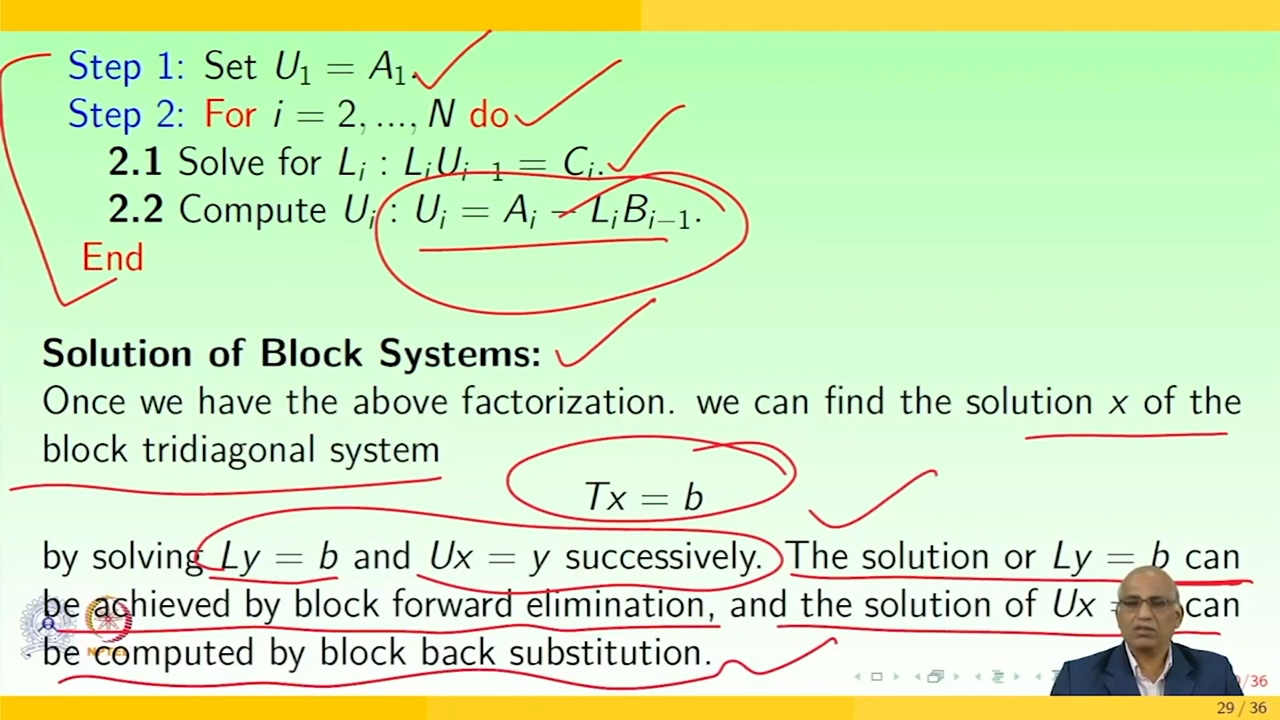 Step 1: Set U₁ = A₁.
Step 2: For i = 2, ..., N do
2.1 Solve for Lᵢ : LᵢUᵢ₋₁ = Cᵢ.
2.2 Compute Uᵢ : Uᵢ = Aᵢ − LᵢBᵢ₋₁.
End
Solution of Block Systems:
Once we have the above factorization. we can find the solution x of the
block tridiagonal system
Tx = b
by solving Ly = b and Ux = y successively. The solution or Ly = b can
be achieved by block forward elimination, and the solution of Ux = can
be computed by block back substitution.
/36
29 / 36